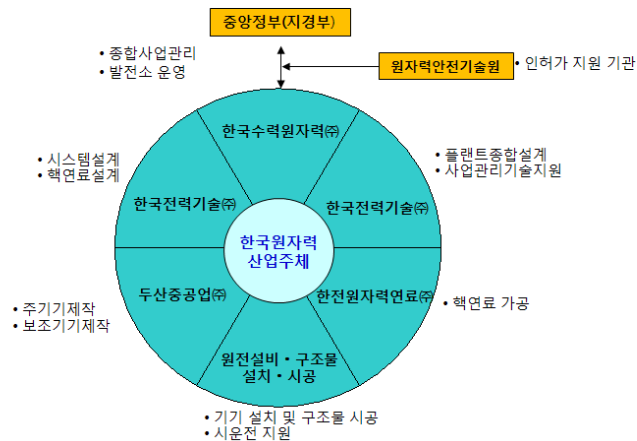 중앙정부(지경부)
• 종합사업관리
• 발전소 운영
원자력안전기술원
• 인허가 지원 기관
한국수력원자력㈜
• 시스템설계
• 핵연료설계
• 플랜트종합설계
• 사업관리기술지원
한국전력기술㈜
한국전력기술㈜
한국원자력
산업주체
두산중공업㈜
한전원자력연료㈜
• 주기기제작
• 보조기기제작
• 핵연료 가공
원전설비・구조물
설치・시공
• 기기 설치 및 구조물 시공
• 시운전 지원